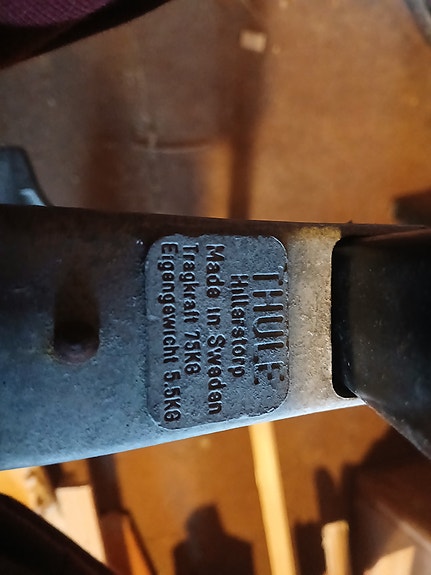 THULE
Hillerstorp
Made in Sweden
Tragkraft 75KG
Eigengewicht 5.5KG